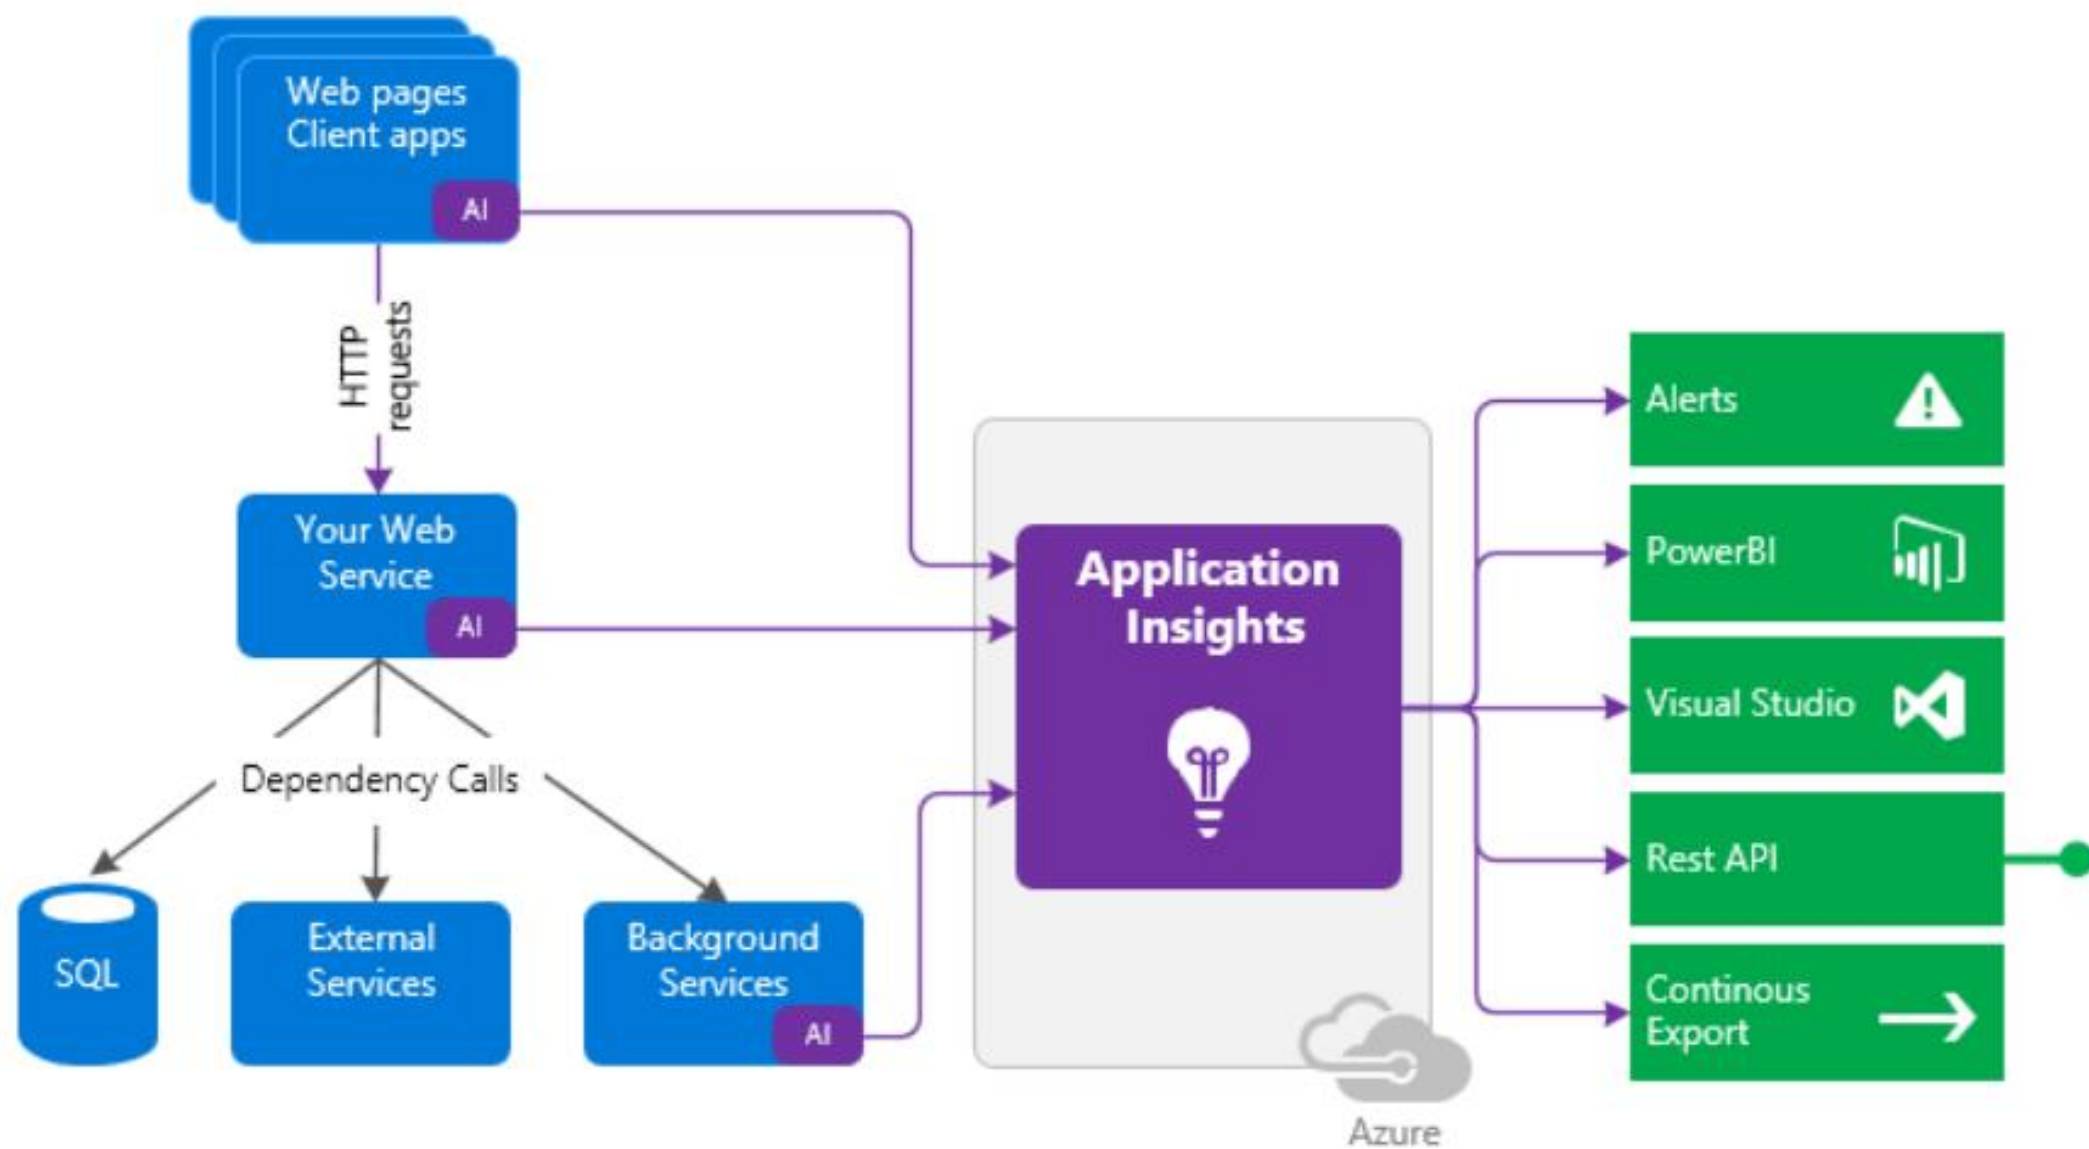 Web pages
Client apps
AI
HTTP
requests
Your Web
Service
AI
Dependency Calls
SQL
External
Services
Background
Services
AI
Application
Insights
Azure
Alerts
PowerBI
Visual Studio
Rest API
Continous
Export